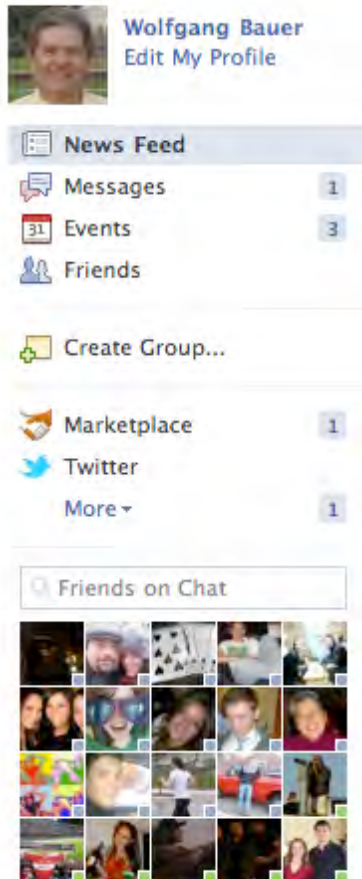 Wolfgang Bauer
Edit My Profile
News Feed
Messages 1
31 Events 3
Friends
Create Group...
Marketplace 1
Twitter
More 1
Friends on Chat